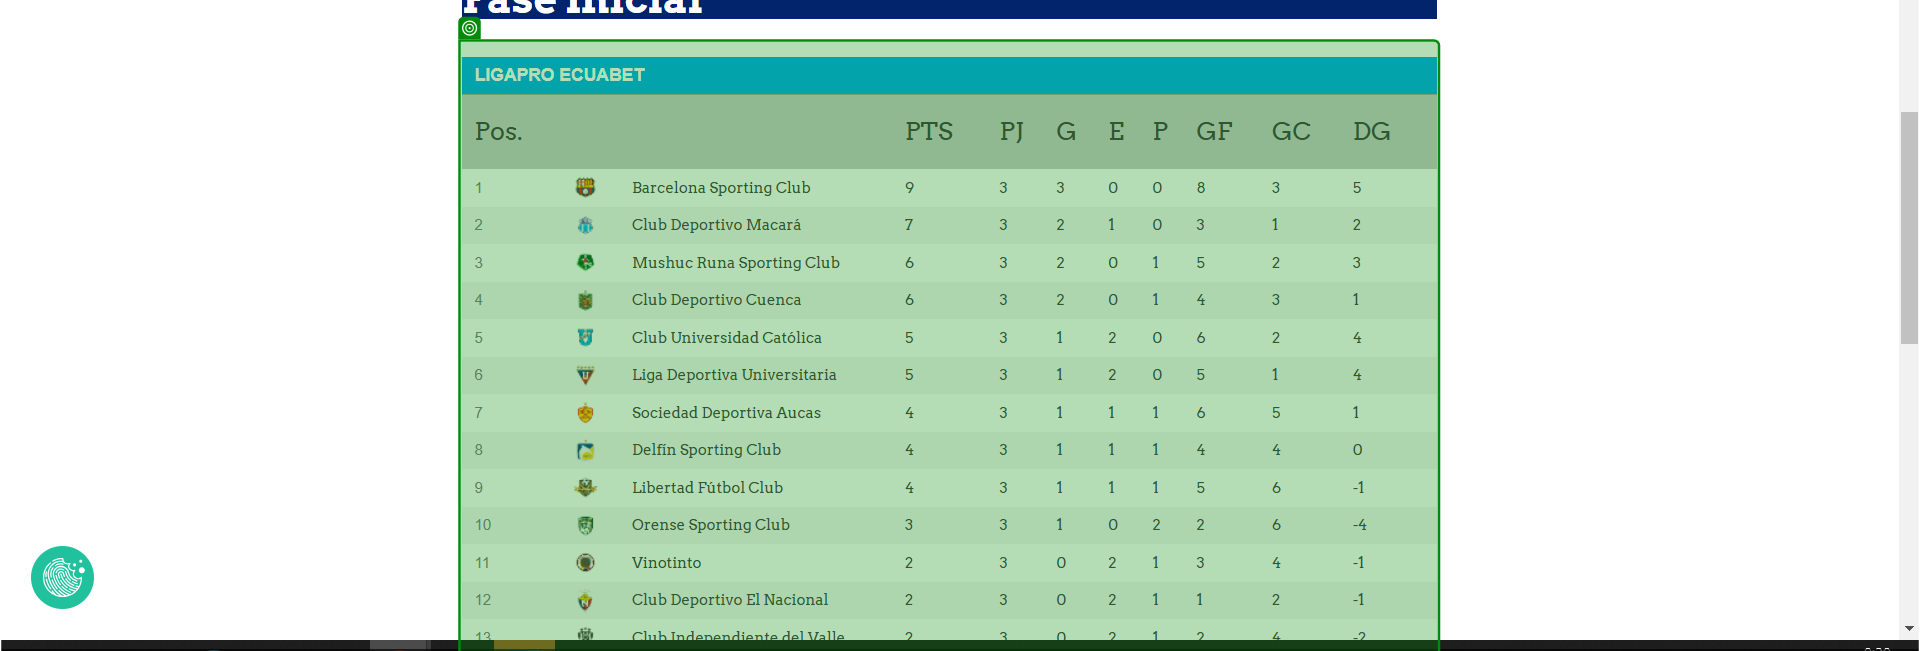 Fase Inicial
LIGAPRO ECUABET
Pos. PTS PJ G E P GF GC DG
1 Barcelona Sporting Club 9 3 3 0 0 8 3 5
2 Club Deportivo Macará 7 3 2 1 0 3 1 2
3 Mushuc Runa Sporting Club 6 3 2 0 1 5 2 3
4 Club Deportivo Cuenca 6 3 2 0 1 4 3 1
5 Club Universidad Católica 5 3 1 2 0 6 2 4
6 Liga Deportiva Universitaria 5 3 1 2 0 5 1 4
7 Sociedad Deportiva Aucas 4 3 1 1 1 6 5 1
8 Delfín Sporting Club 4 3 1 1 1 4 4 0
9 Libertad Fútbol Club 4 3 1 1 1 5 6 -1
10 Orense Sporting Club 3 3 1 0 2 2 6 -4
11 Vinotinto 2 3 0 2 1 3 4 -1
12 Club Deportivo El Nacional 2 3 0 2 1 1 2 -1
13 Club Independiente del Valle 2 3 0 2 1 2 4 -2